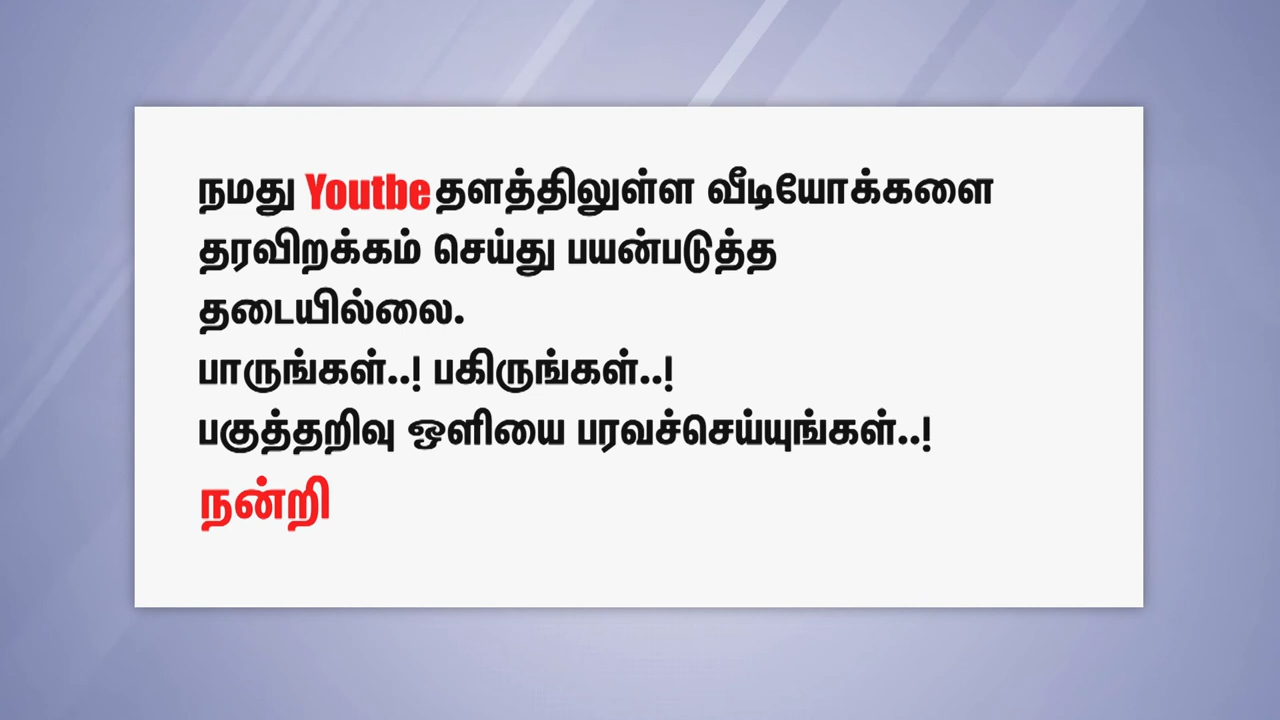 நமது Youtbe தளத்திலுள்ள வீடியோக்களை
தரவிறக்கம் செய்து பயன்படுத்த
தடையில்லை.
பாருங்கள்..! பகிருங்கள்..!
பகுத்தறிவு ஒளியை பரவச்செய்யுங்கள்..!
நன்றி